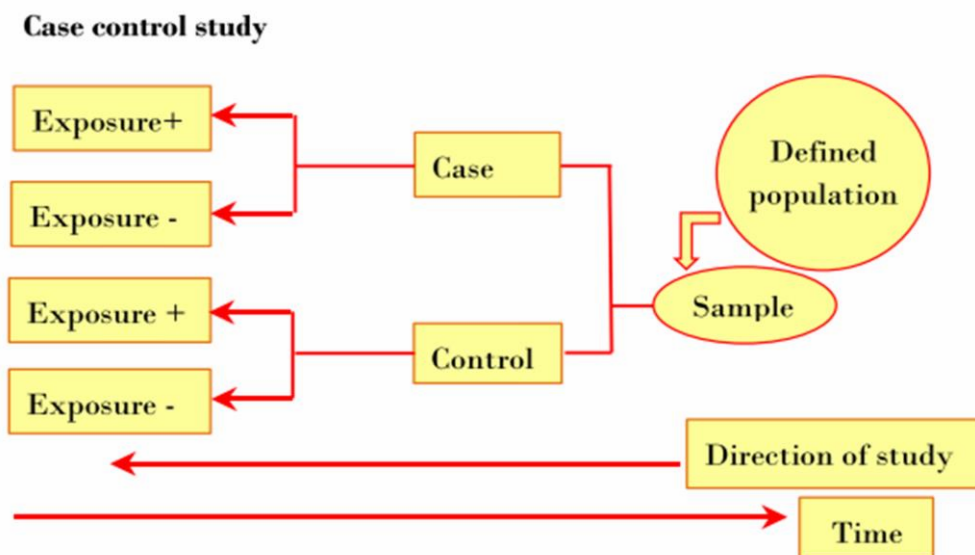 Case control study
Exposure+
Exposure -
Exposure +
Exposure -
Case
Control
Defined
population
Sample
Direction of study
Time